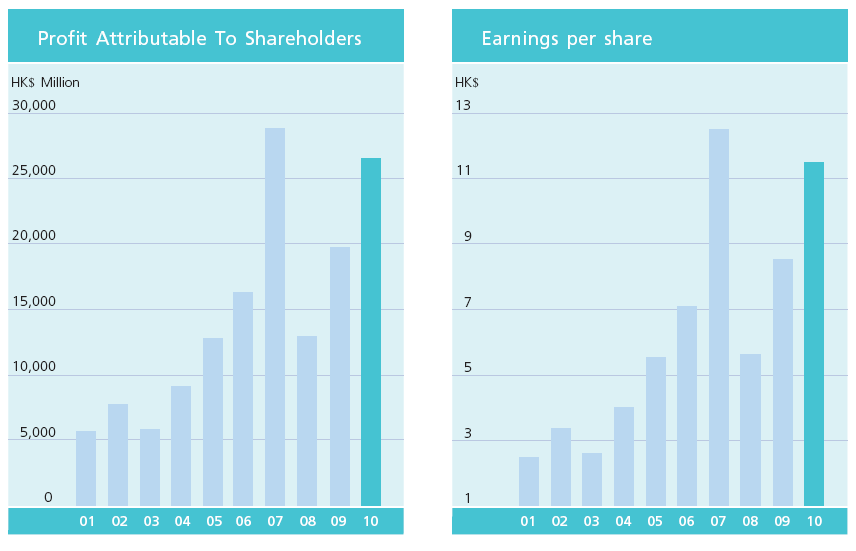 Profit Attributable To Shareholders
HK$ Million
30,000
25,000
20,000
15,000
10,000
5,000
0
01 02 03 04 05 06 07 08 09 10
Earnings per share
HK$
13
11
9
7
5
3
1
01 02 03 04 05 06 07 08 09 10